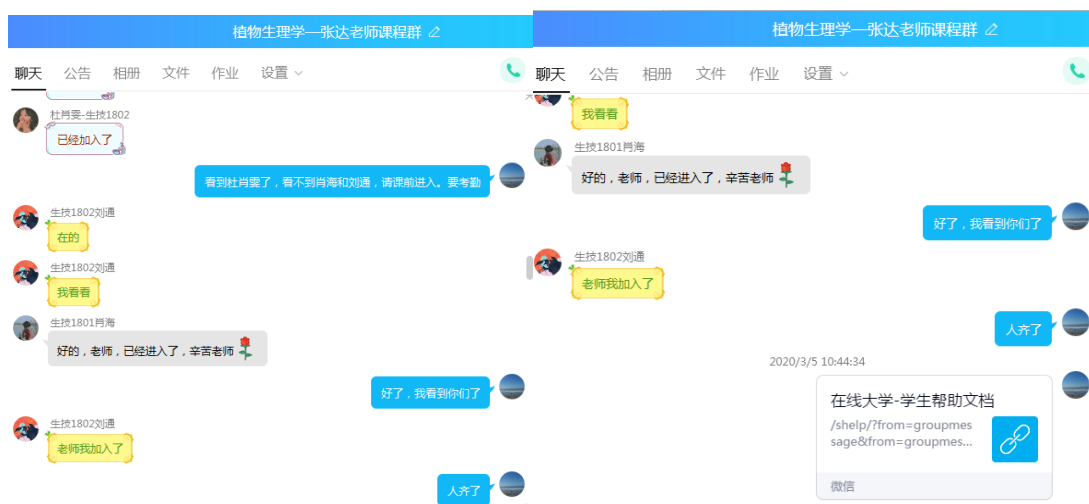 植物生理学—张达老师课程群
聊天 公告 相册 文件 作业 设置
杜肖雯-生技1802
已经加入了
看到杜肖雯了，看不到肖海和刘通，请课前进入。要考勤
生技1802刘通
在的
生技1802刘通
我看看
生技1801肖海
好的，老师，已经进入了，辛苦老师
好了，我看到你们了
生技1802刘通
老师我加入了
人齐了
植物生理学—张达老师课程群
聊天 公告 相册 文件 作业 设置
我看看
生技1801肖海
好的，老师，已经进入了，辛苦老师
好了，我看到你们了
生技1802刘通
老师我加入了
人齐了
2020/3/5 10:44:34
在线大学-学生帮助文档
/shelp/?from=groupmes
sage&from=groupmes...
微信